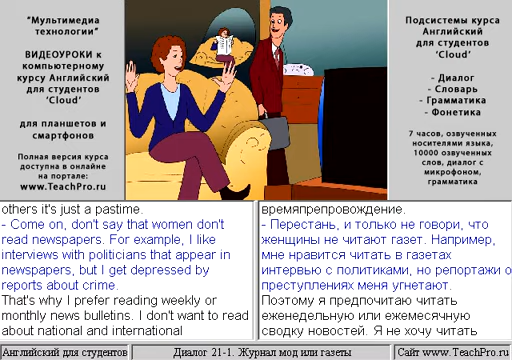 "Мультимедиа
технологии"
ВИДЕОУРОКИ к
компьютерному
курсу Английский
для студентов
'Cloud'
для планшетов и
смартфонов
Полная версия курса
доступна в онлайне
на портале:
www.TeachPro.ru
Подсистемы курса
Английский
для студентов
'Cloud'
- Диалог
- Словарь
- Грамматика
- Фонетика
7 часов, озвученных
носителями языка,
10000 озвученных
слов, диалог с
микрофоном,
грамматика
others it's just a pastime.
- Come on, don't say that women don't
read newspapers. For example, I like
interviews with politicians that appear in
newspapers, but I get depressed by
reports about crime.
That's why I prefer reading weekly or
monthly news bulletins. I don't want to read
about national and international
времяпрепровождение.
- Перестань, и только не говори, что
женщины не читают газет. Например,
мне нравится читать в газетах
интервью с политиками, но репортажи о
преступлениях меня угнетают.
Поэтому я предпочитаю читать
еженедельную или ежемесячную
сводку новостей. Я не хочу читать
Английский для студентов
Диалог 21-1. Журнал мод или газеты
Сайт www.TeachPro.ru